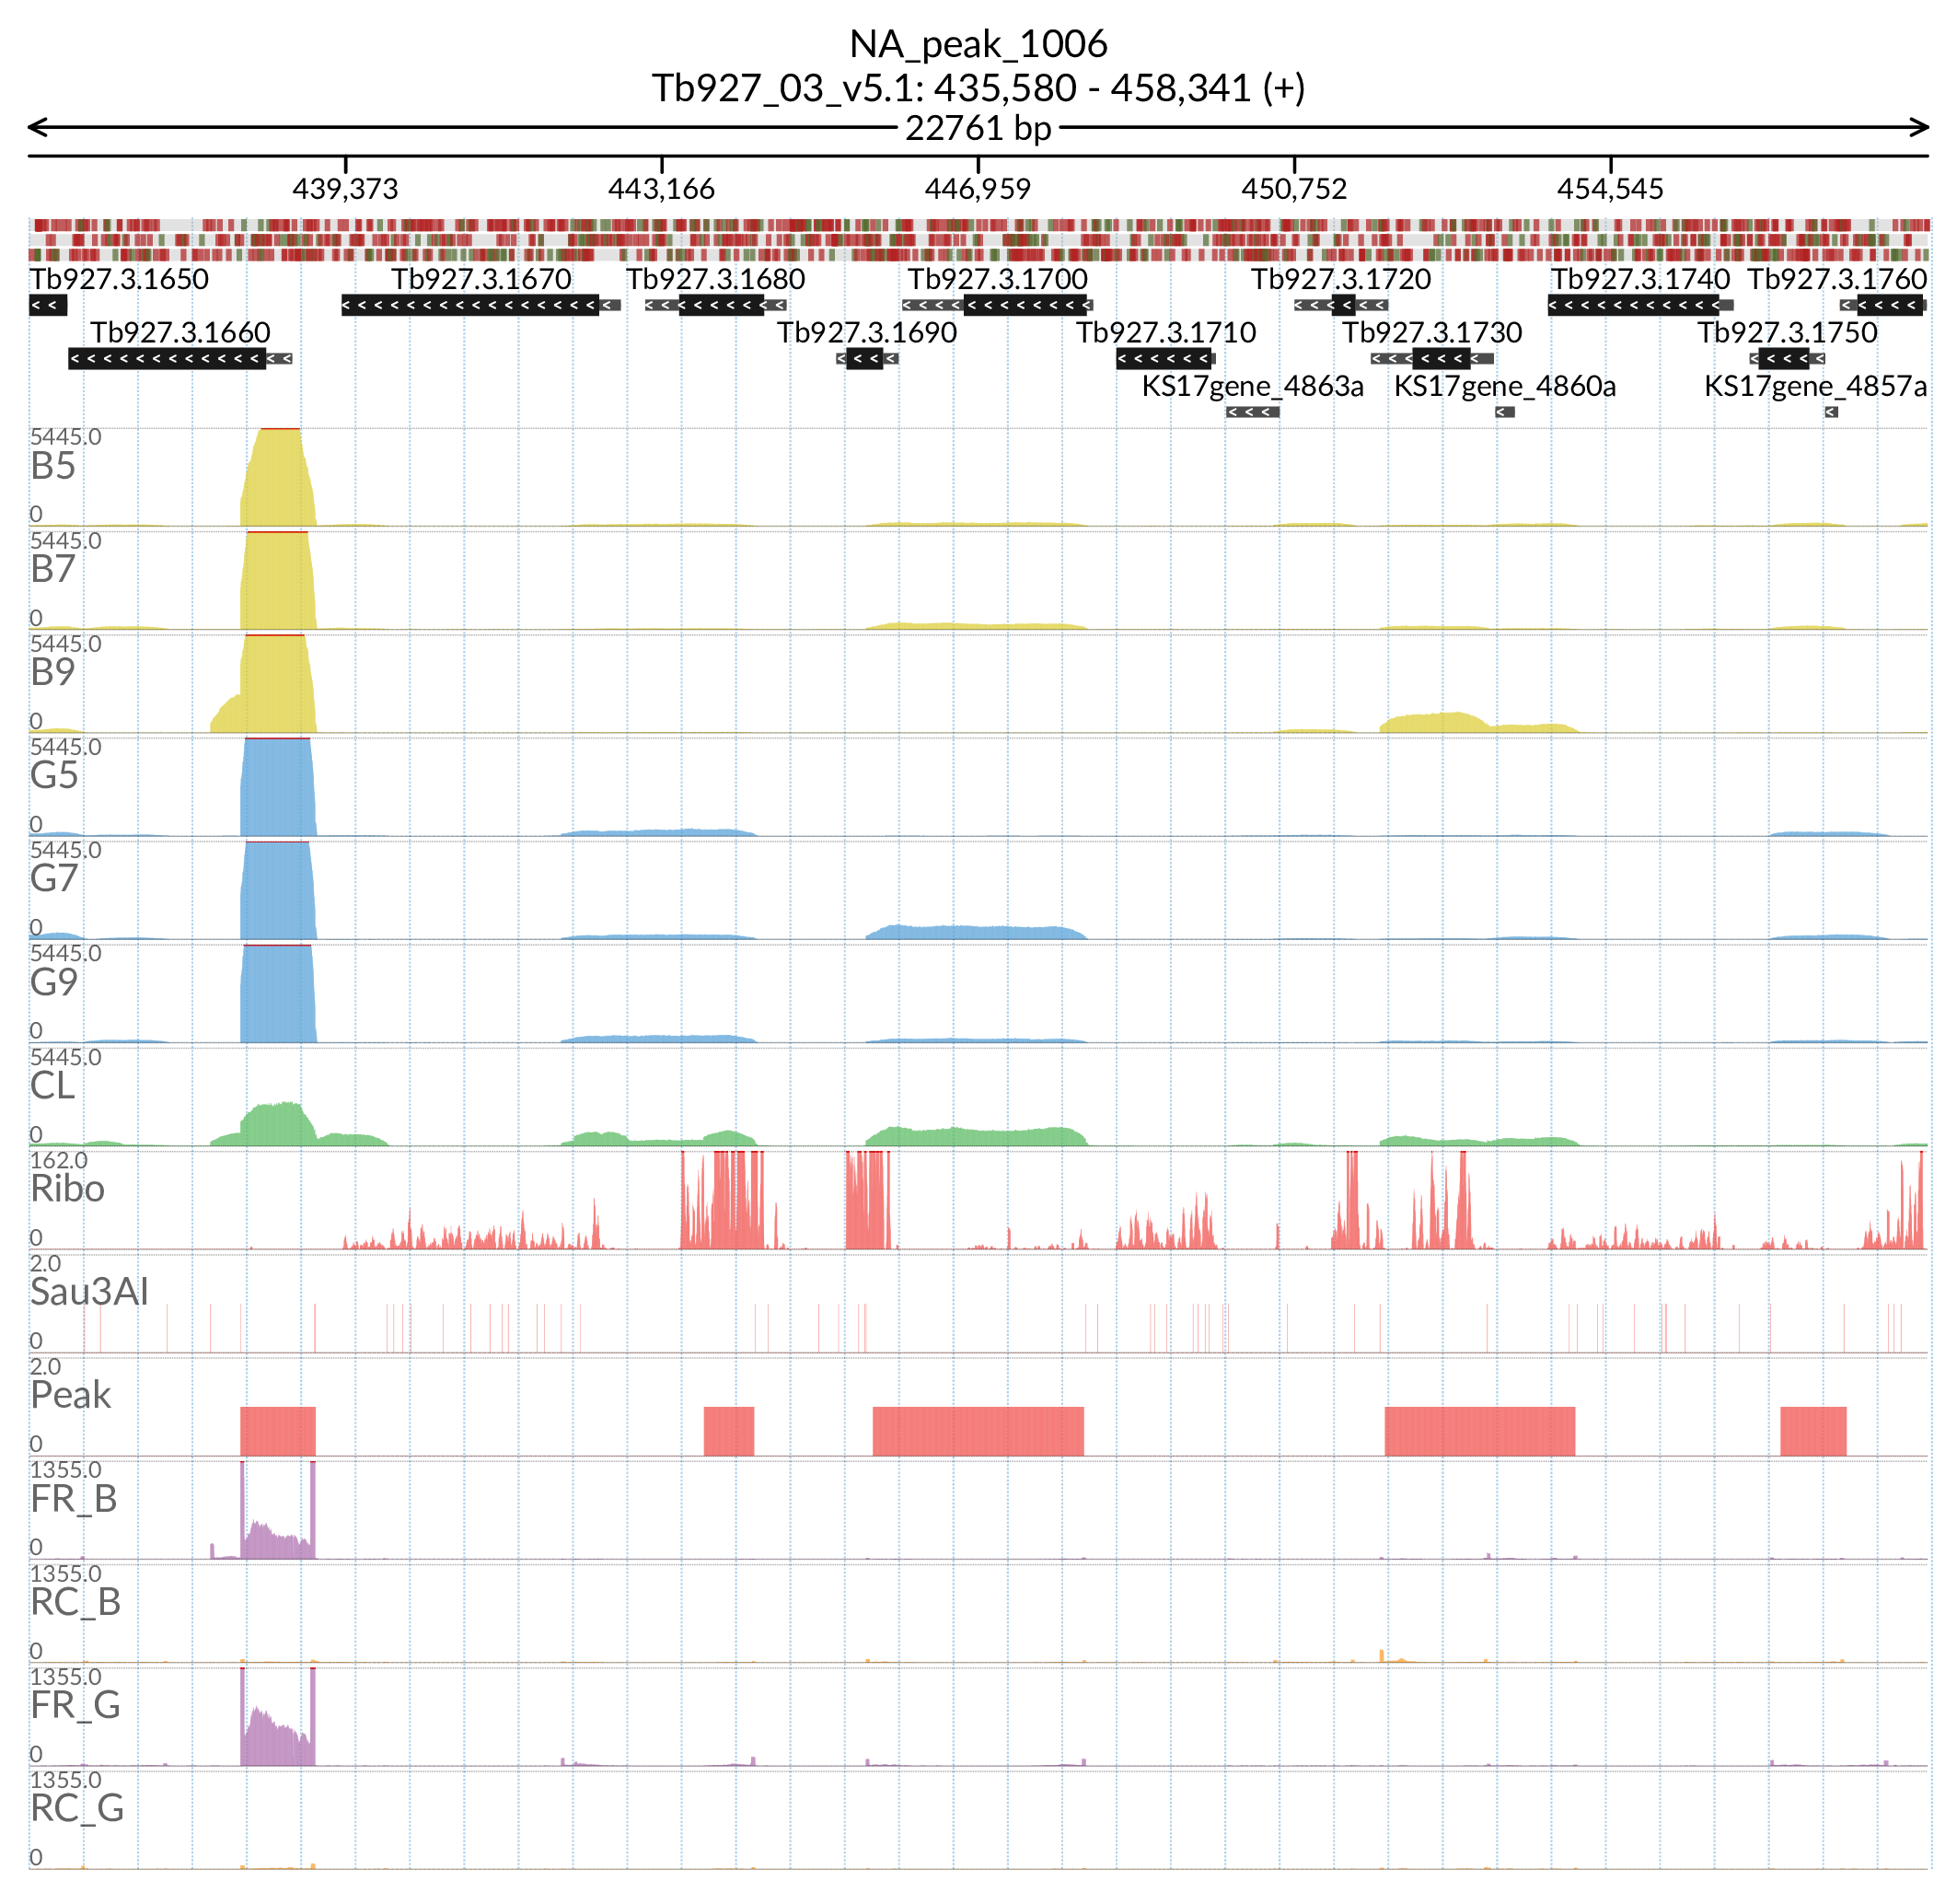 NA_peak_1006
Tb927_03_v5.1: 435,580 - 458,341 (+)
22761 bp
439,373 443,166 446,959 450,752 454,545
Tb927.3.1650 Tb927.3.1670 Tb927.3.1680 Tb927.3.1700 Tb927.3.1720 Tb927.3.1740 Tb927.3.1760
Tb927.3.1660 Tb927.3.1690 Tb927.3.1710 Tb927.3.1730 Tb927.3.1750
KS17gene_4863a KS17gene_4860a KS17gene_4857a
5445.0
B5
0
5445.0
B7
0
5445.0
B9
0
5445.0
G5
0
5445.0
G7
0
5445.0
G9
0
5445.0
CL
0
162.0
Ribo
0
2.0
Sau3AI
0
2.0
Peak
0
1355.0
FR_B
0
1355.0
RC_B
0
1355.0
FR_G
0
1355.0
RC_G
0